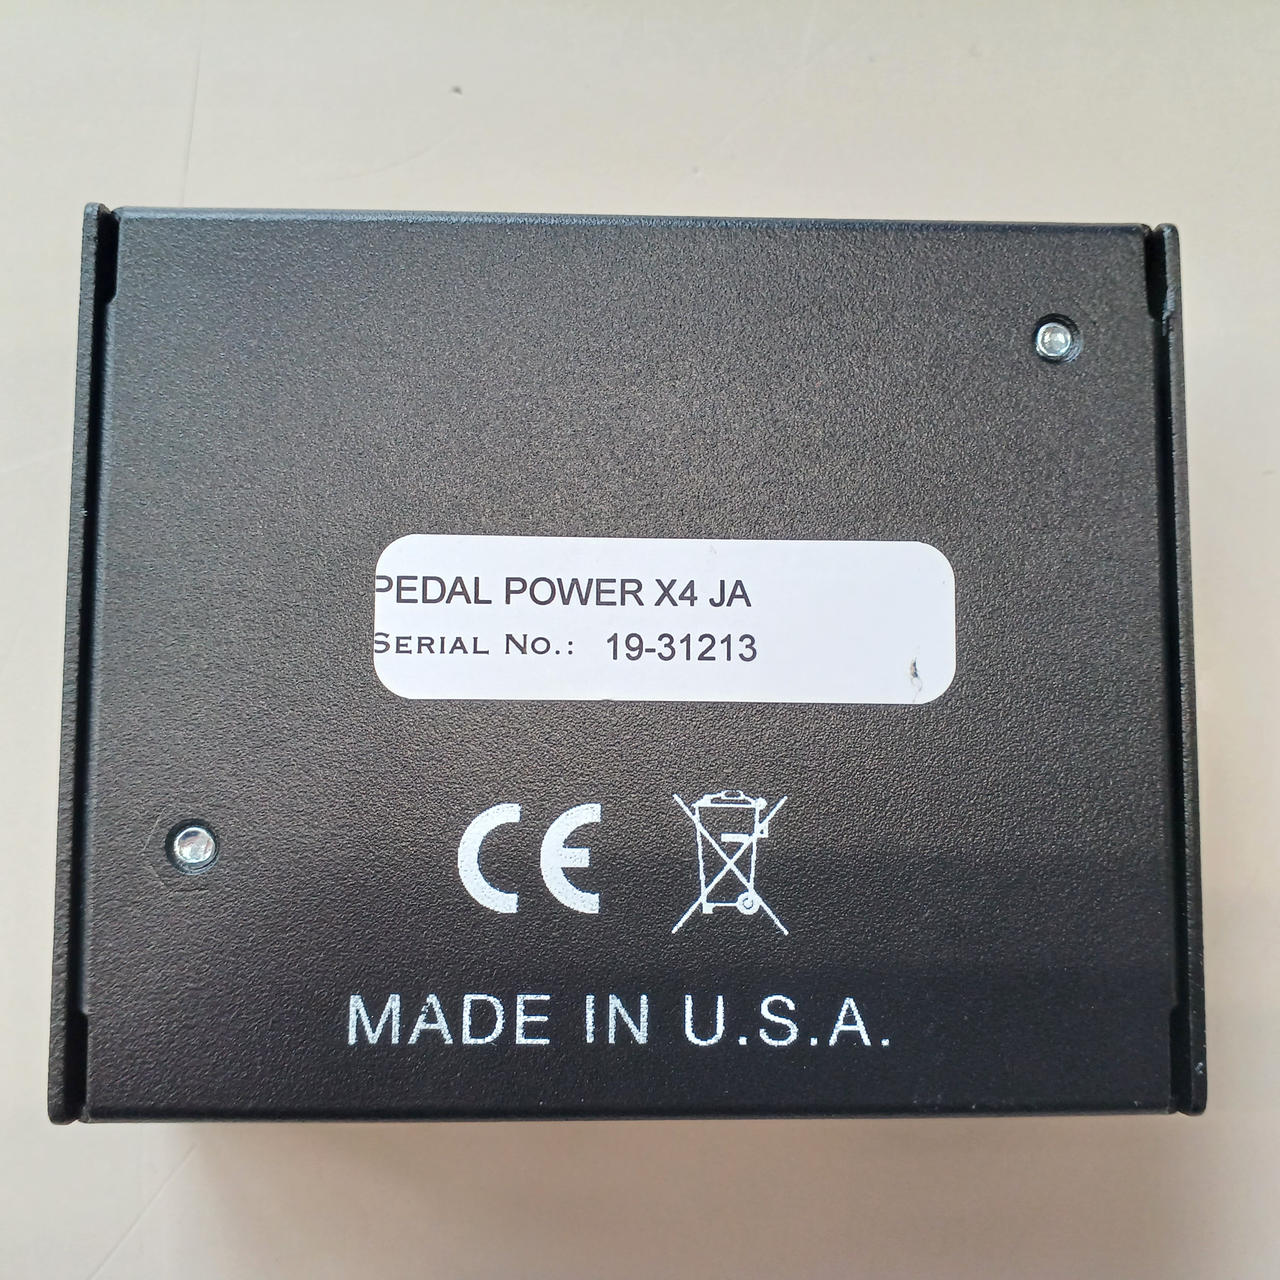 PEDAL POWER X4 JA
SERIAL NO.: 19-31213
CE
MADE IN U.S.A.